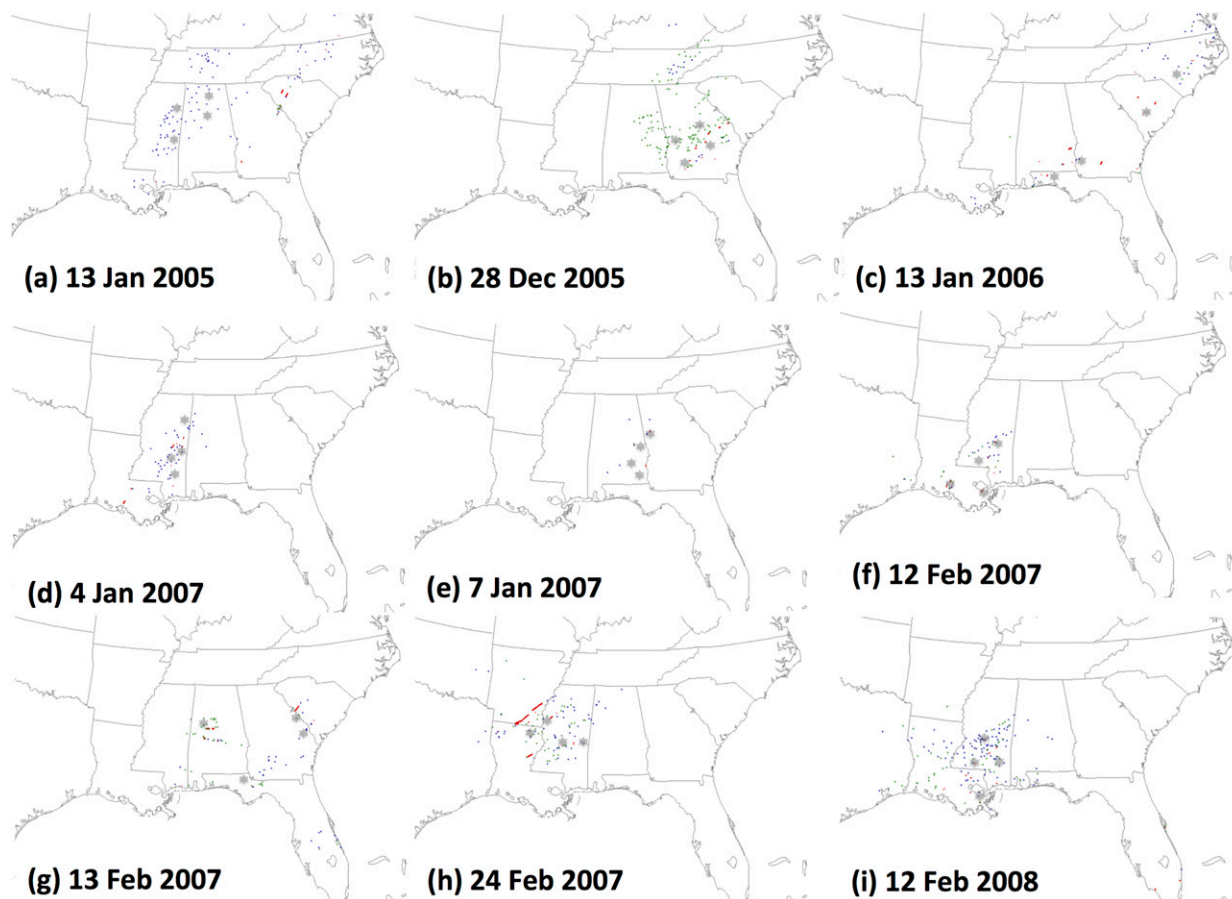 (a) 13 Jan 2005
(b) 28 Dec 2005
(c) 13 Jan 2006
(d) 4 Jan 2007
(e) 7 Jan 2007
(f) 12 Feb 2007
(g) 13 Feb 2007
(h) 24 Feb 2007
(i) 12 Feb 2008